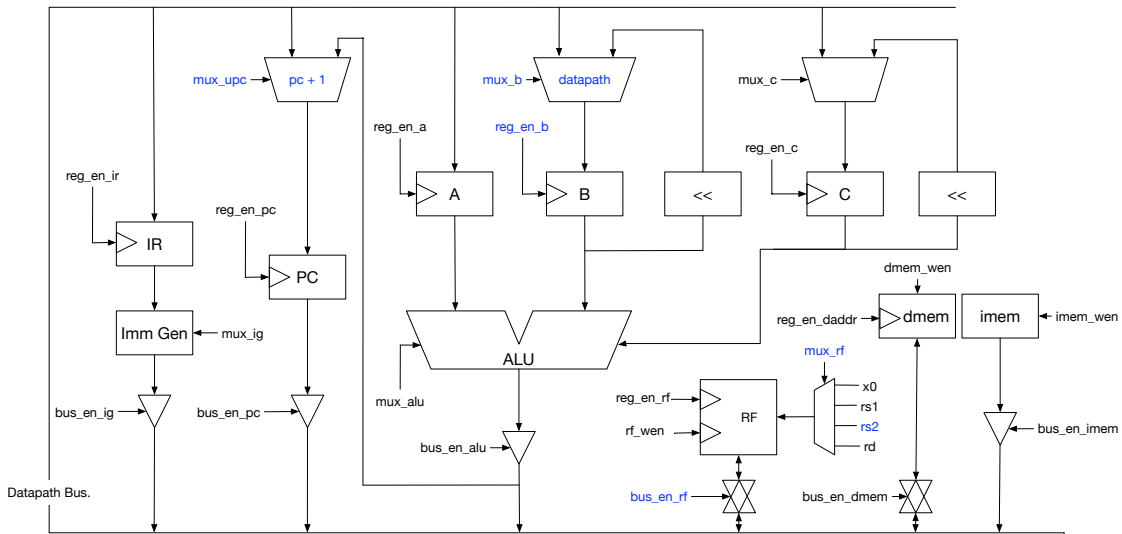 mux_upc
pc + 1
mux_b
datapath
mux_c
reg_en_a
reg_en_b
reg_en_c
reg_en_ir
A
B
<<
C
<<
reg_en_pc
IR
PC
dmem_wen
Imm Gen
mux_ig
reg_en_daddr
dmem
imem
imem_wen
ALU
mux_rf
mux_alu
x0
reg_en_rf
rs1
bus_en_ig
bus_en_pc
RF
rs2
rf_wen
bus_en_imem
bus_en_alu
rd
Datapath Bus.
bus_en_rf
bus_en_dmem